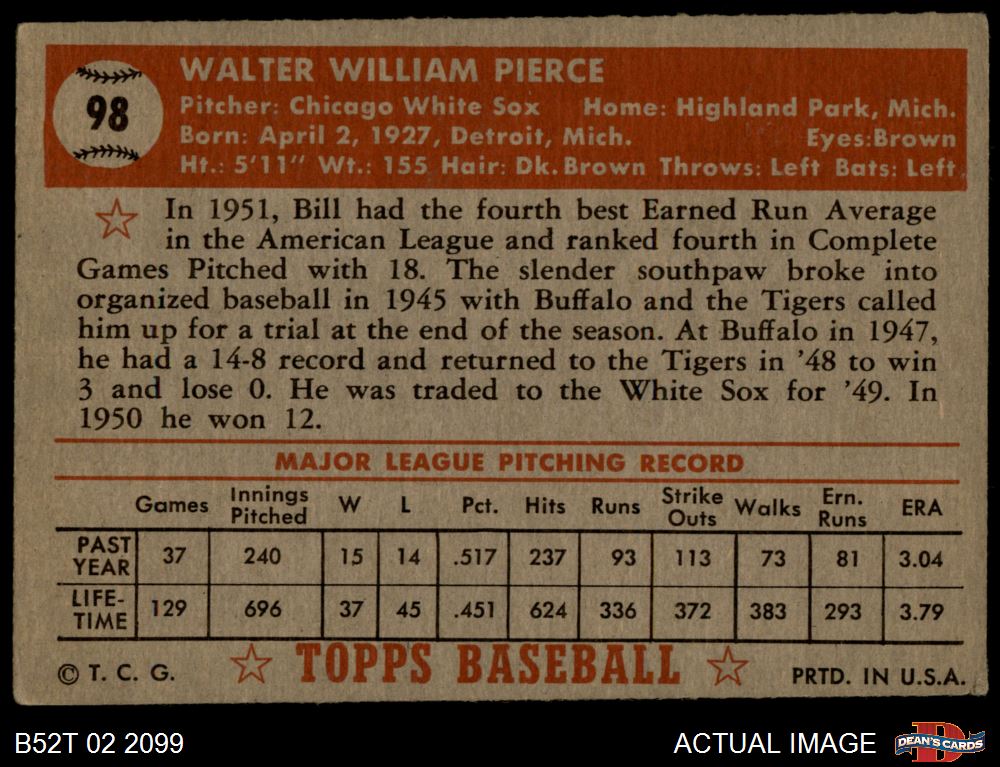 98
WALTER WILLIAM PIERCE
Pitcher: Chicago White Sox Home: Highland Park, Mich.
Born: April 2, 1927, Detroit, Mich. Eyes:Brown
Ht.: 5'11" Wt.: 155 Hair: Dk. Brown Throws: Left Bats: Left
In 1951, Bill had the fourth best Earned Run Average
in the American League and ranked fourth in Complete
Games Pitched with 18. The slender southpaw broke into
organized baseball in 1945 with Buffalo and the Tigers called
him up for a trial at the end of the season. At Buffalo in 1947,
he had a 14-8 record and returned to the Tigers in '48 to win
3 and lose 0. He was traded to the White Sox for '49. In
1950 he won 12.
MAJOR LEAGUE PITCHING RECORD
Games Innings Pitched W L Pct. Hits Runs Strike Outs Walks Ern. Runs ERA
PAST YEAR 37 240 15 14 .517 237 93 113 73 81 3.04
LIFE-TIME 129 696 37 45 .451 624 336 372 383 293 3.79
© T. C. G. TOPPS BASEBALL PRTD. IN U.S.A.
B52T 02 2099 ACTUAL IMAGE DEAN'S CARDS